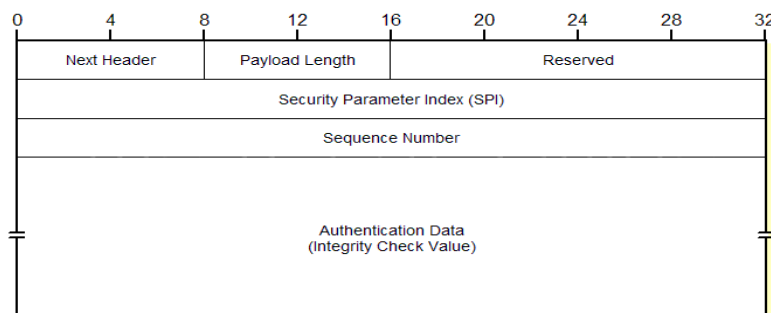 0 4 8 12 16 20 24 28 32
Next Header Payload Length Reserved
Security Parameter Index (SPI)
Sequence Number
Authentication Data
(Integrity Check Value)